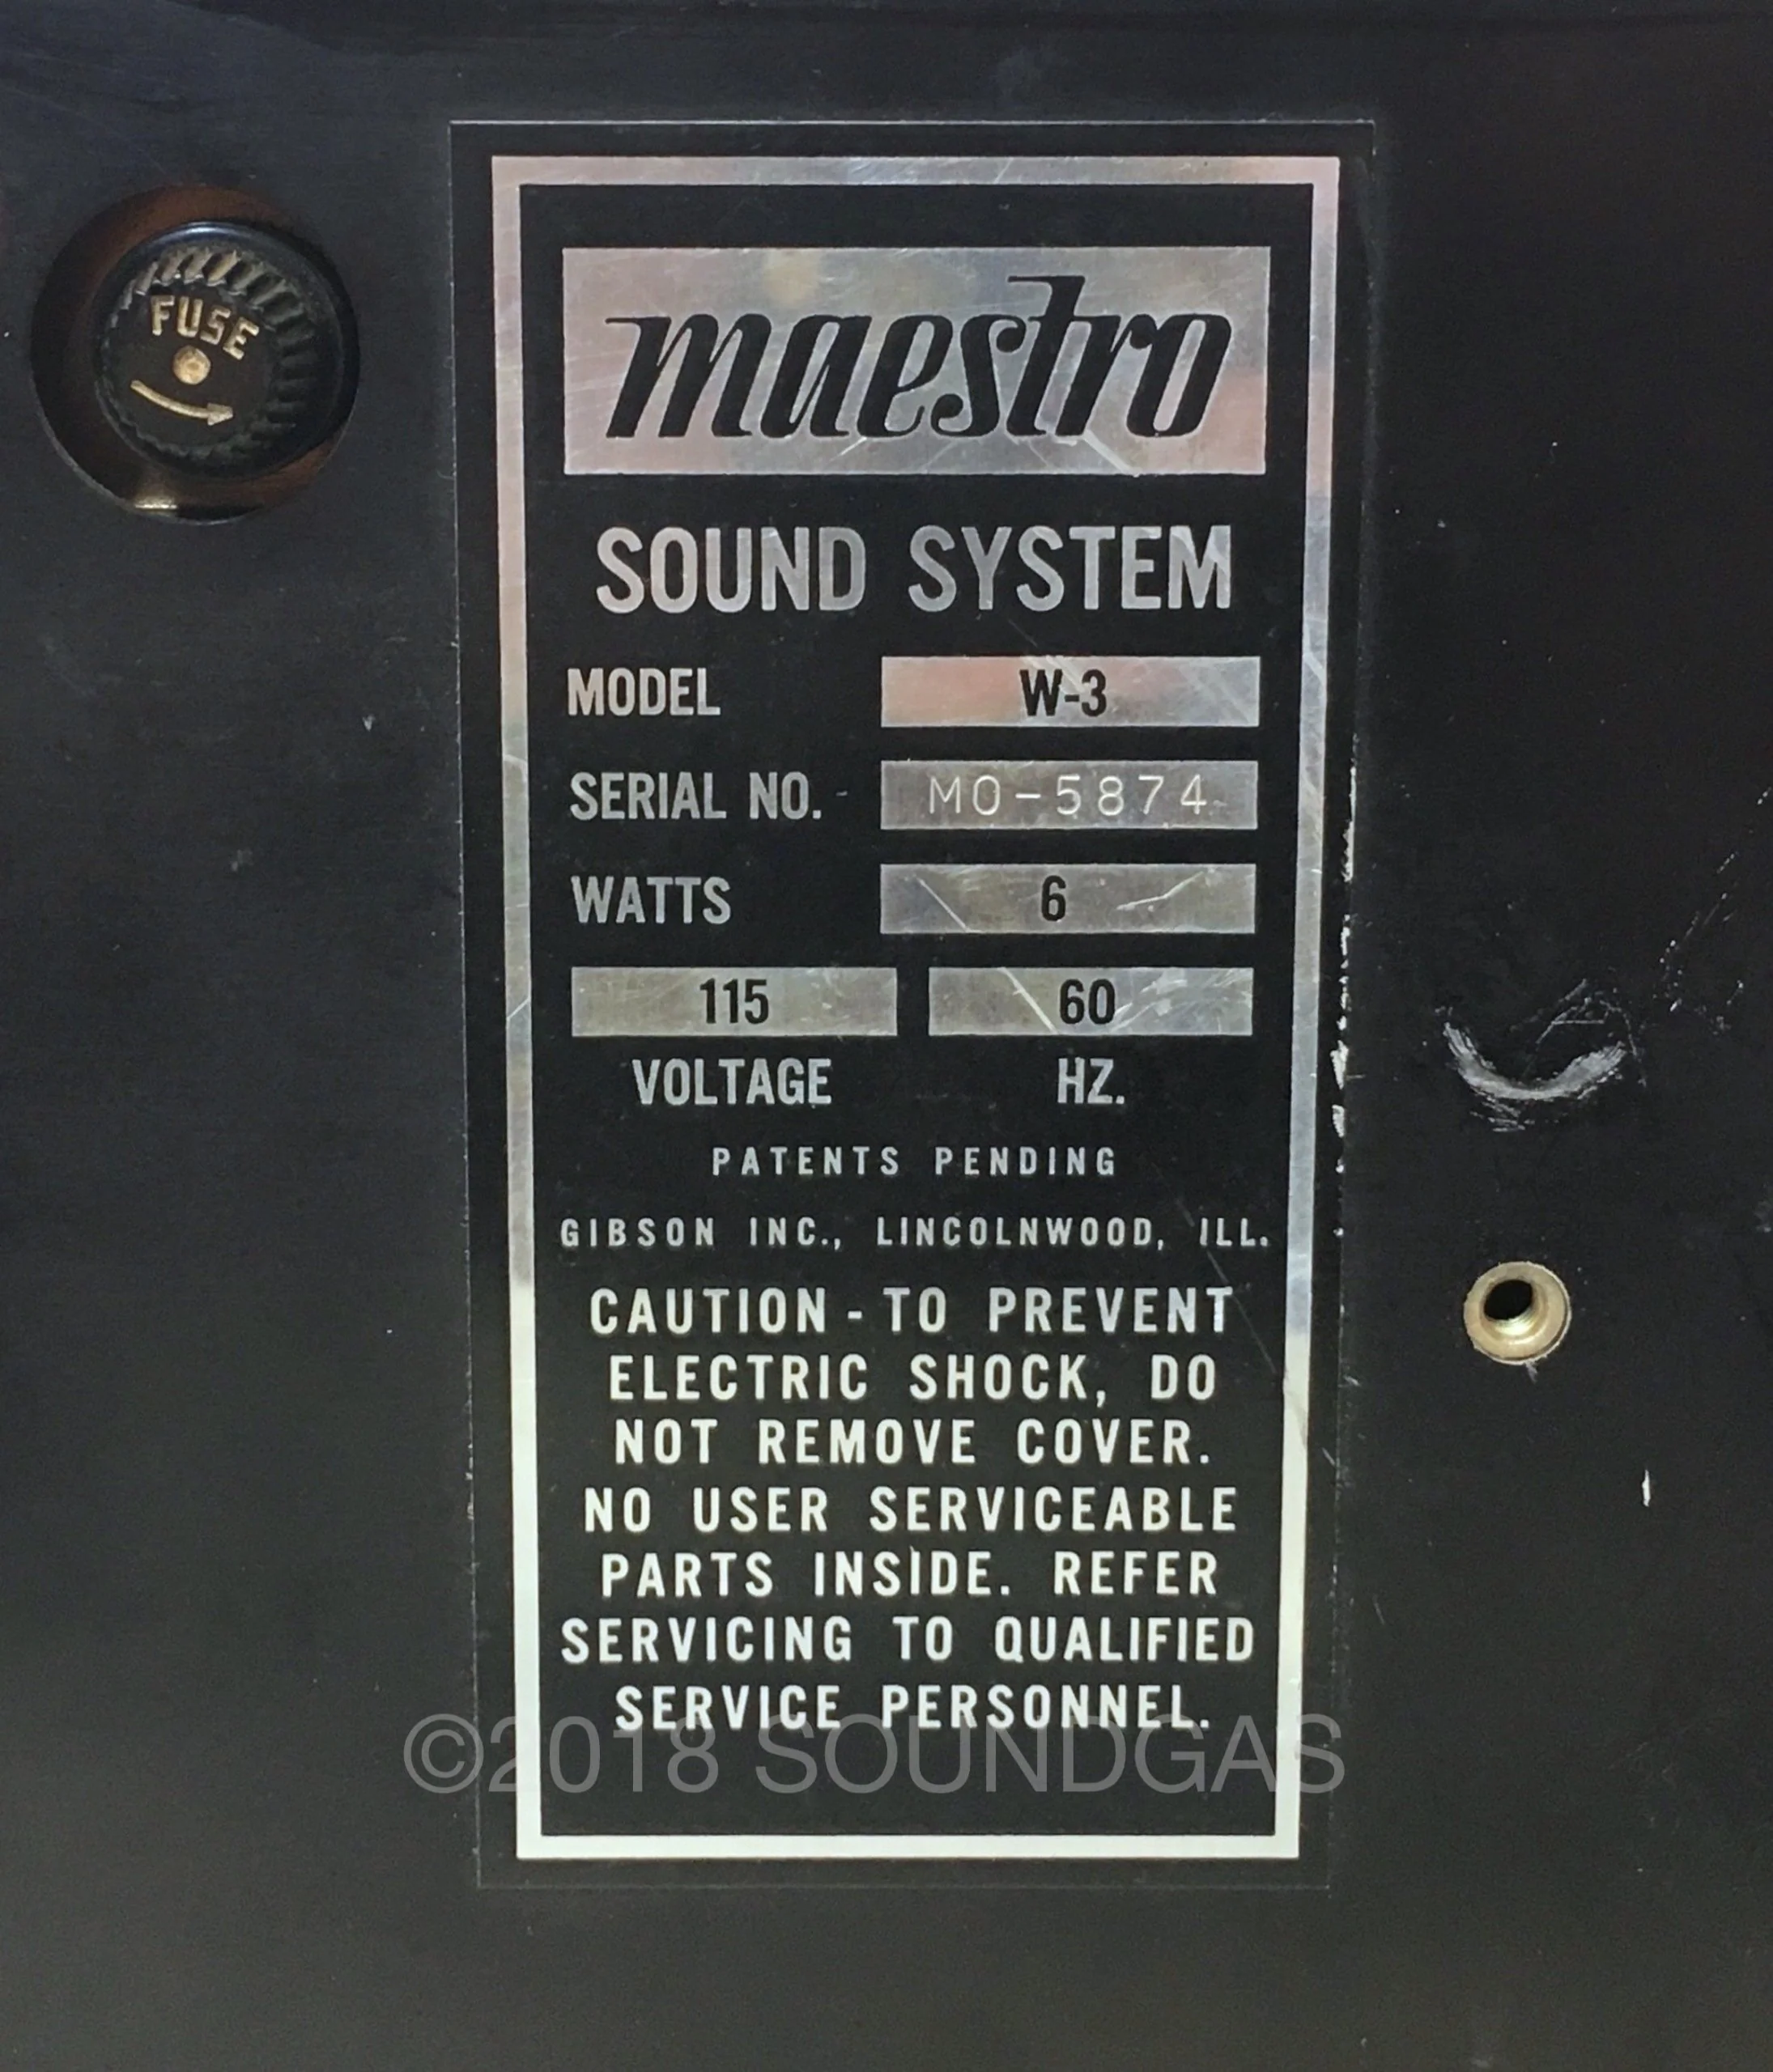 FUSE
maestro
SOUND SYSTEM
MODEL W-3
SERIAL NO. MO-5874
WATTS 6
115 60
VOLTAGE HZ.
PATENTS PENDING
GIBSON INC., LINCOLNWOOD, ILL.
CAUTION - TO PREVENT
ELECTRIC SHOCK, DO
NOT REMOVE COVER.
NO USER SERVICEABLE
PARTS INSIDE. REFER
SERVICING TO QUALIFIED
SERVICE PERSONNEL.
©2018 SOUNDGAS